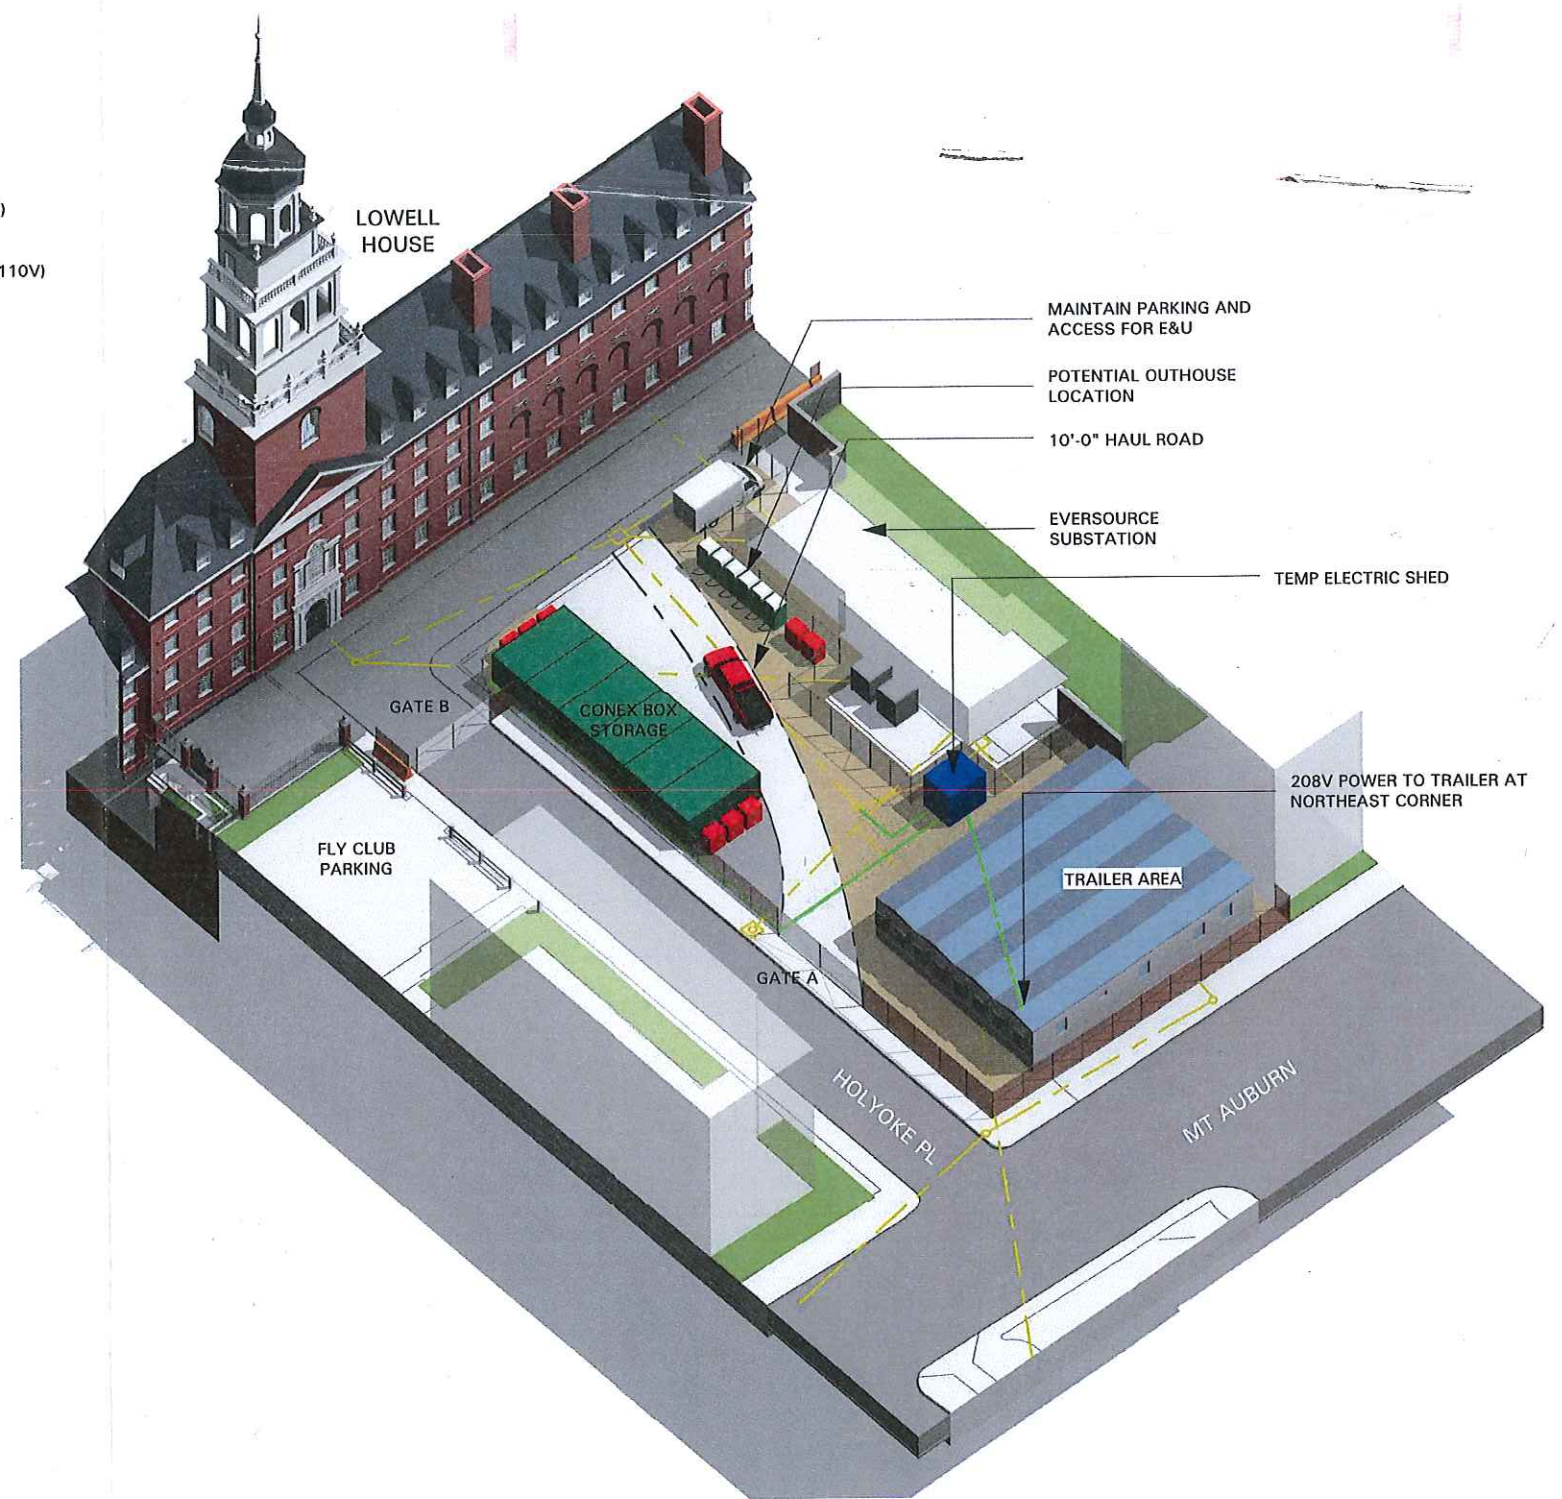 )
110V)
LOWELL
HOUSE
MAINTAIN PARKING AND
ACCESS FOR E&U
POTENTIAL OUTHOUSE
LOCATION
10'-0" HAUL ROAD
EVERSOURCE
SUBSTATION
TEMP ELECTRIC SHED
GATE B
CONEX BOX
STORAGE
208V POWER TO TRAILER AT
NORTHEAST CORNER
FLY CLUB
PARKING
TRAILER AREA
GATE A
HOLYOKE PL
MT AUBURN